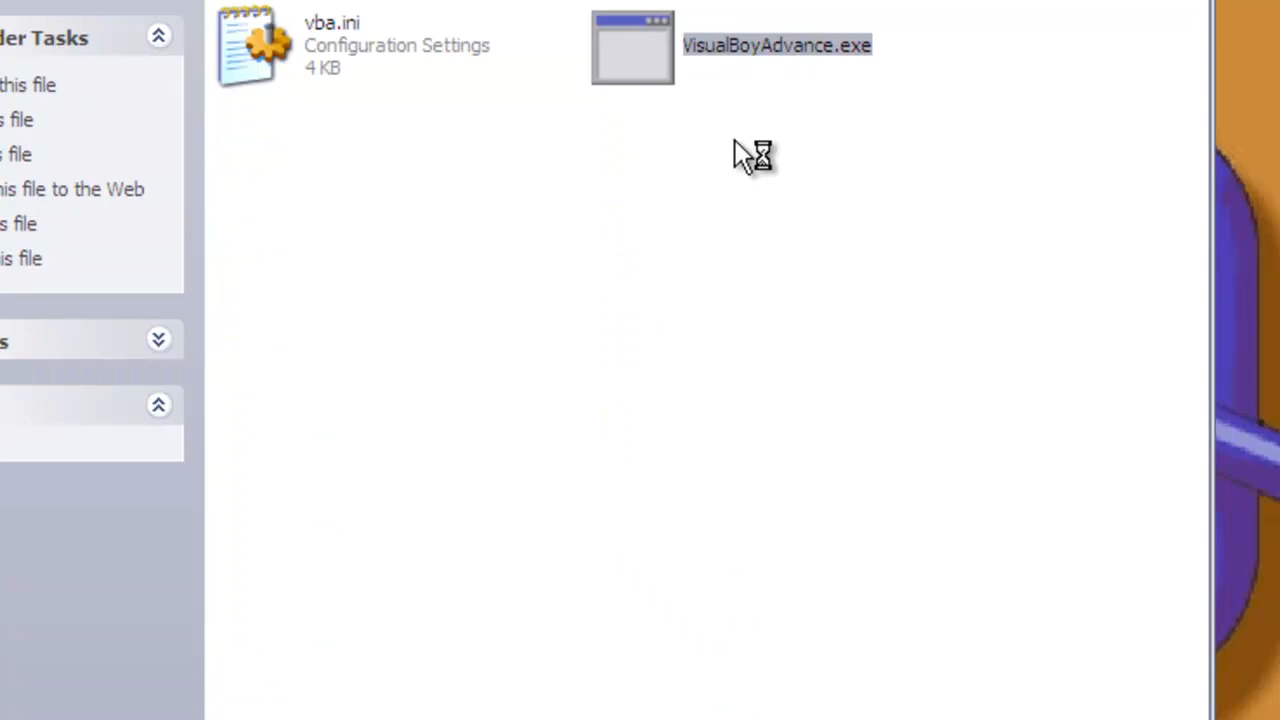 der Tasks
this file
s file
s file
his file to the Web
s file
is file
s
vba.ini
Configuration Settings
4 KB
VisualBoyAdvance.exe